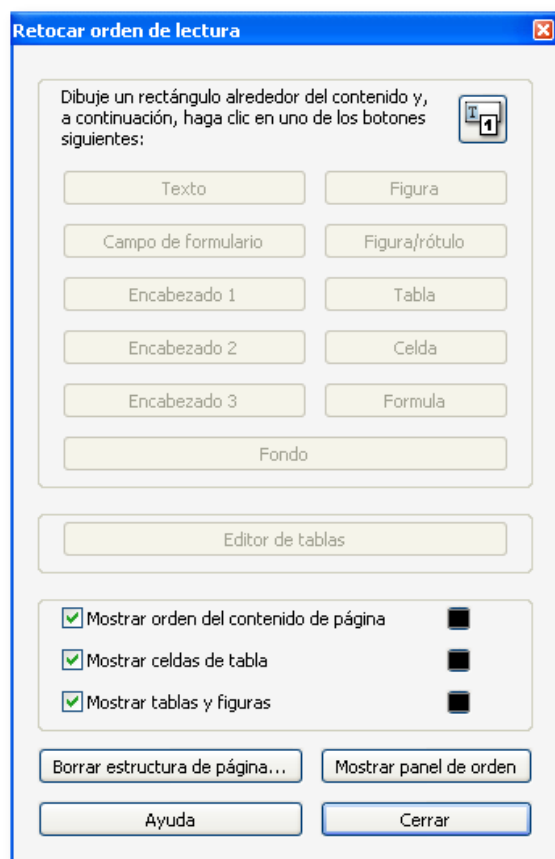 Retocar orden de lectura
Dibuje un rectángulo alrededor del contenido y,
a continuación, haga clic en uno de los botones
siguientes:
T
1
Texto
Figura
Campo de formulario
Figura/rótulo
Encabezado 1
Tabla
Encabezado 2
Celda
Encabezado 3
Formula
Fondo
Editor de tablas
Mostrar orden del contenido de página
Mostrar celdas de tabla
Mostrar tablas y figuras
Borrar estructura de página...
Mostrar panel de orden
Ayuda
Cerrar